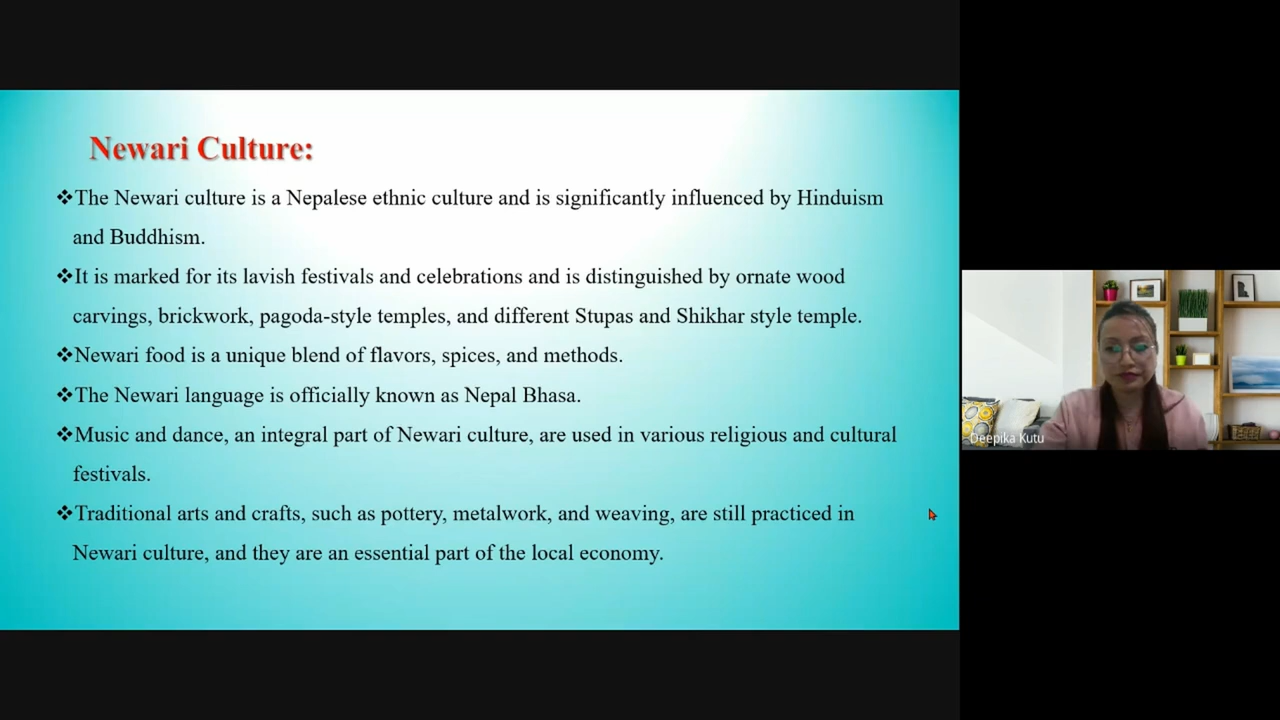 Newari Culture:
❖The Newari culture is a Nepalese ethnic culture and is significantly influenced by Hinduism
and Buddhism.
❖It is marked for its lavish festivals and celebrations and is distinguished by ornate wood
carvings, brickwork, pagoda-style temples, and different Stupas and Shikhar style temple.
❖Newari food is a unique blend of flavors, spices, and methods.
❖The Newari language is officially known as Nepal Bhasa.
❖Music and dance, an integral part of Newari culture, are used in various religious and cultural
festivals.
❖Traditional arts and crafts, such as pottery, metalwork, and weaving, are still practiced in
Newari culture, and they are an essential part of the local economy.
Deepika Kutu